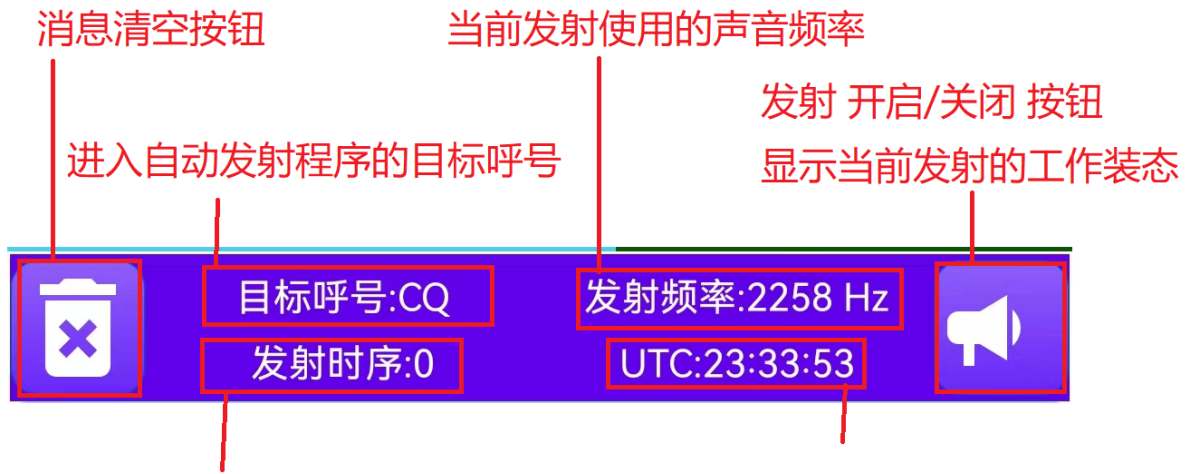 消息清空按钮
当前发射使用的声音频率
发射 开启/关闭 按钮
进入自动发射程序的目标呼号
显示当前发射的工作装态
目标呼号:CQ
发射频率:2258 Hz
发射时序:0
UTC:23:33:53